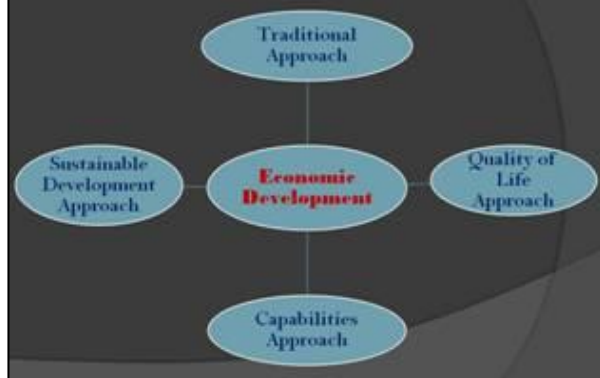 Traditional
Approach
Sustainable
Development
Approach
Economic
Development
Quality of
Life
Approach
Capabilities
Approach